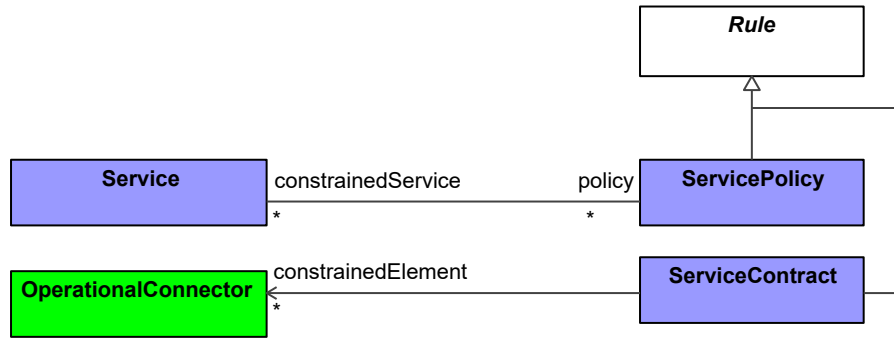 Rule
Service
constrainedService
policy
ServicePolicy
*
*
OperationalConnector
constrainedElement
ServiceContract
*